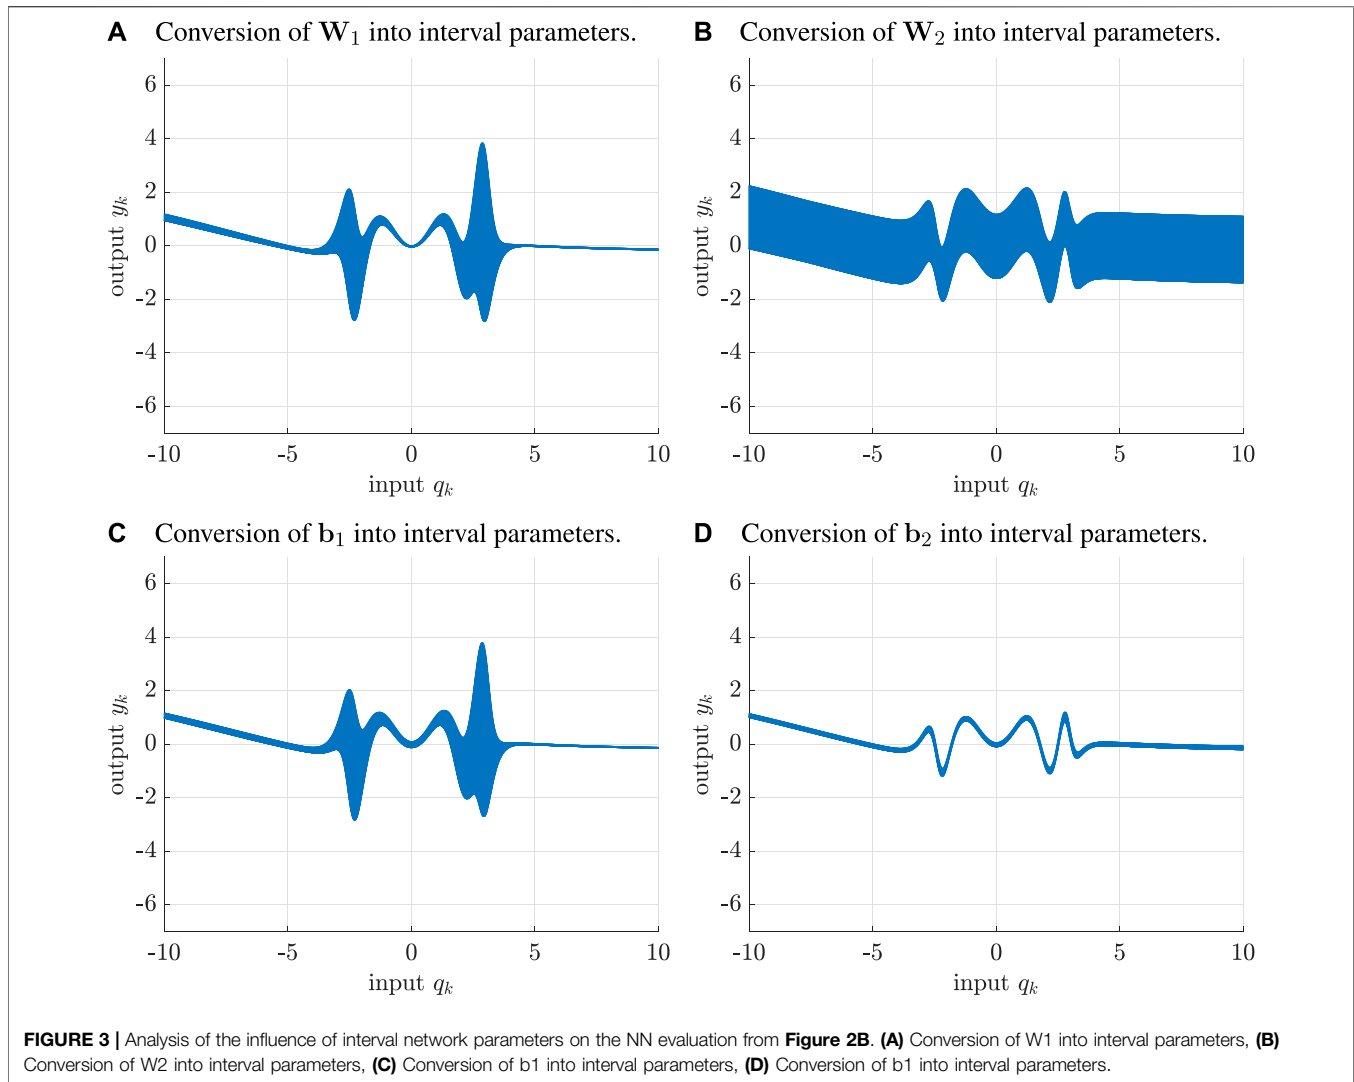 A Conversion of W₁ into interval parameters.
6
4
2
0
-2
-4
-6
output yₖ
-10 -5 0 5 10
input qₖ
B Conversion of W₂ into interval parameters.
6
4
2
0
-2
-4
-6
output yₖ
-10 -5 0 5 10
input qₖ
C Conversion of b₁ into interval parameters.
6
4
2
0
-2
-4
-6
output yₖ
-10 -5 0 5 10
input qₖ
D Conversion of b₂ into interval parameters.
6
4
2
0
-2
-4
-6
output yₖ
-10 -5 0 5 10
input qₖ
FIGURE 3 | Analysis of the influence of interval network parameters on the NN evaluation from Figure 2B. (A) Conversion of W1 into interval parameters, (B)
Conversion of W2 into interval parameters, (C) Conversion of b1 into interval parameters, (D) Conversion of b1 into interval parameters.